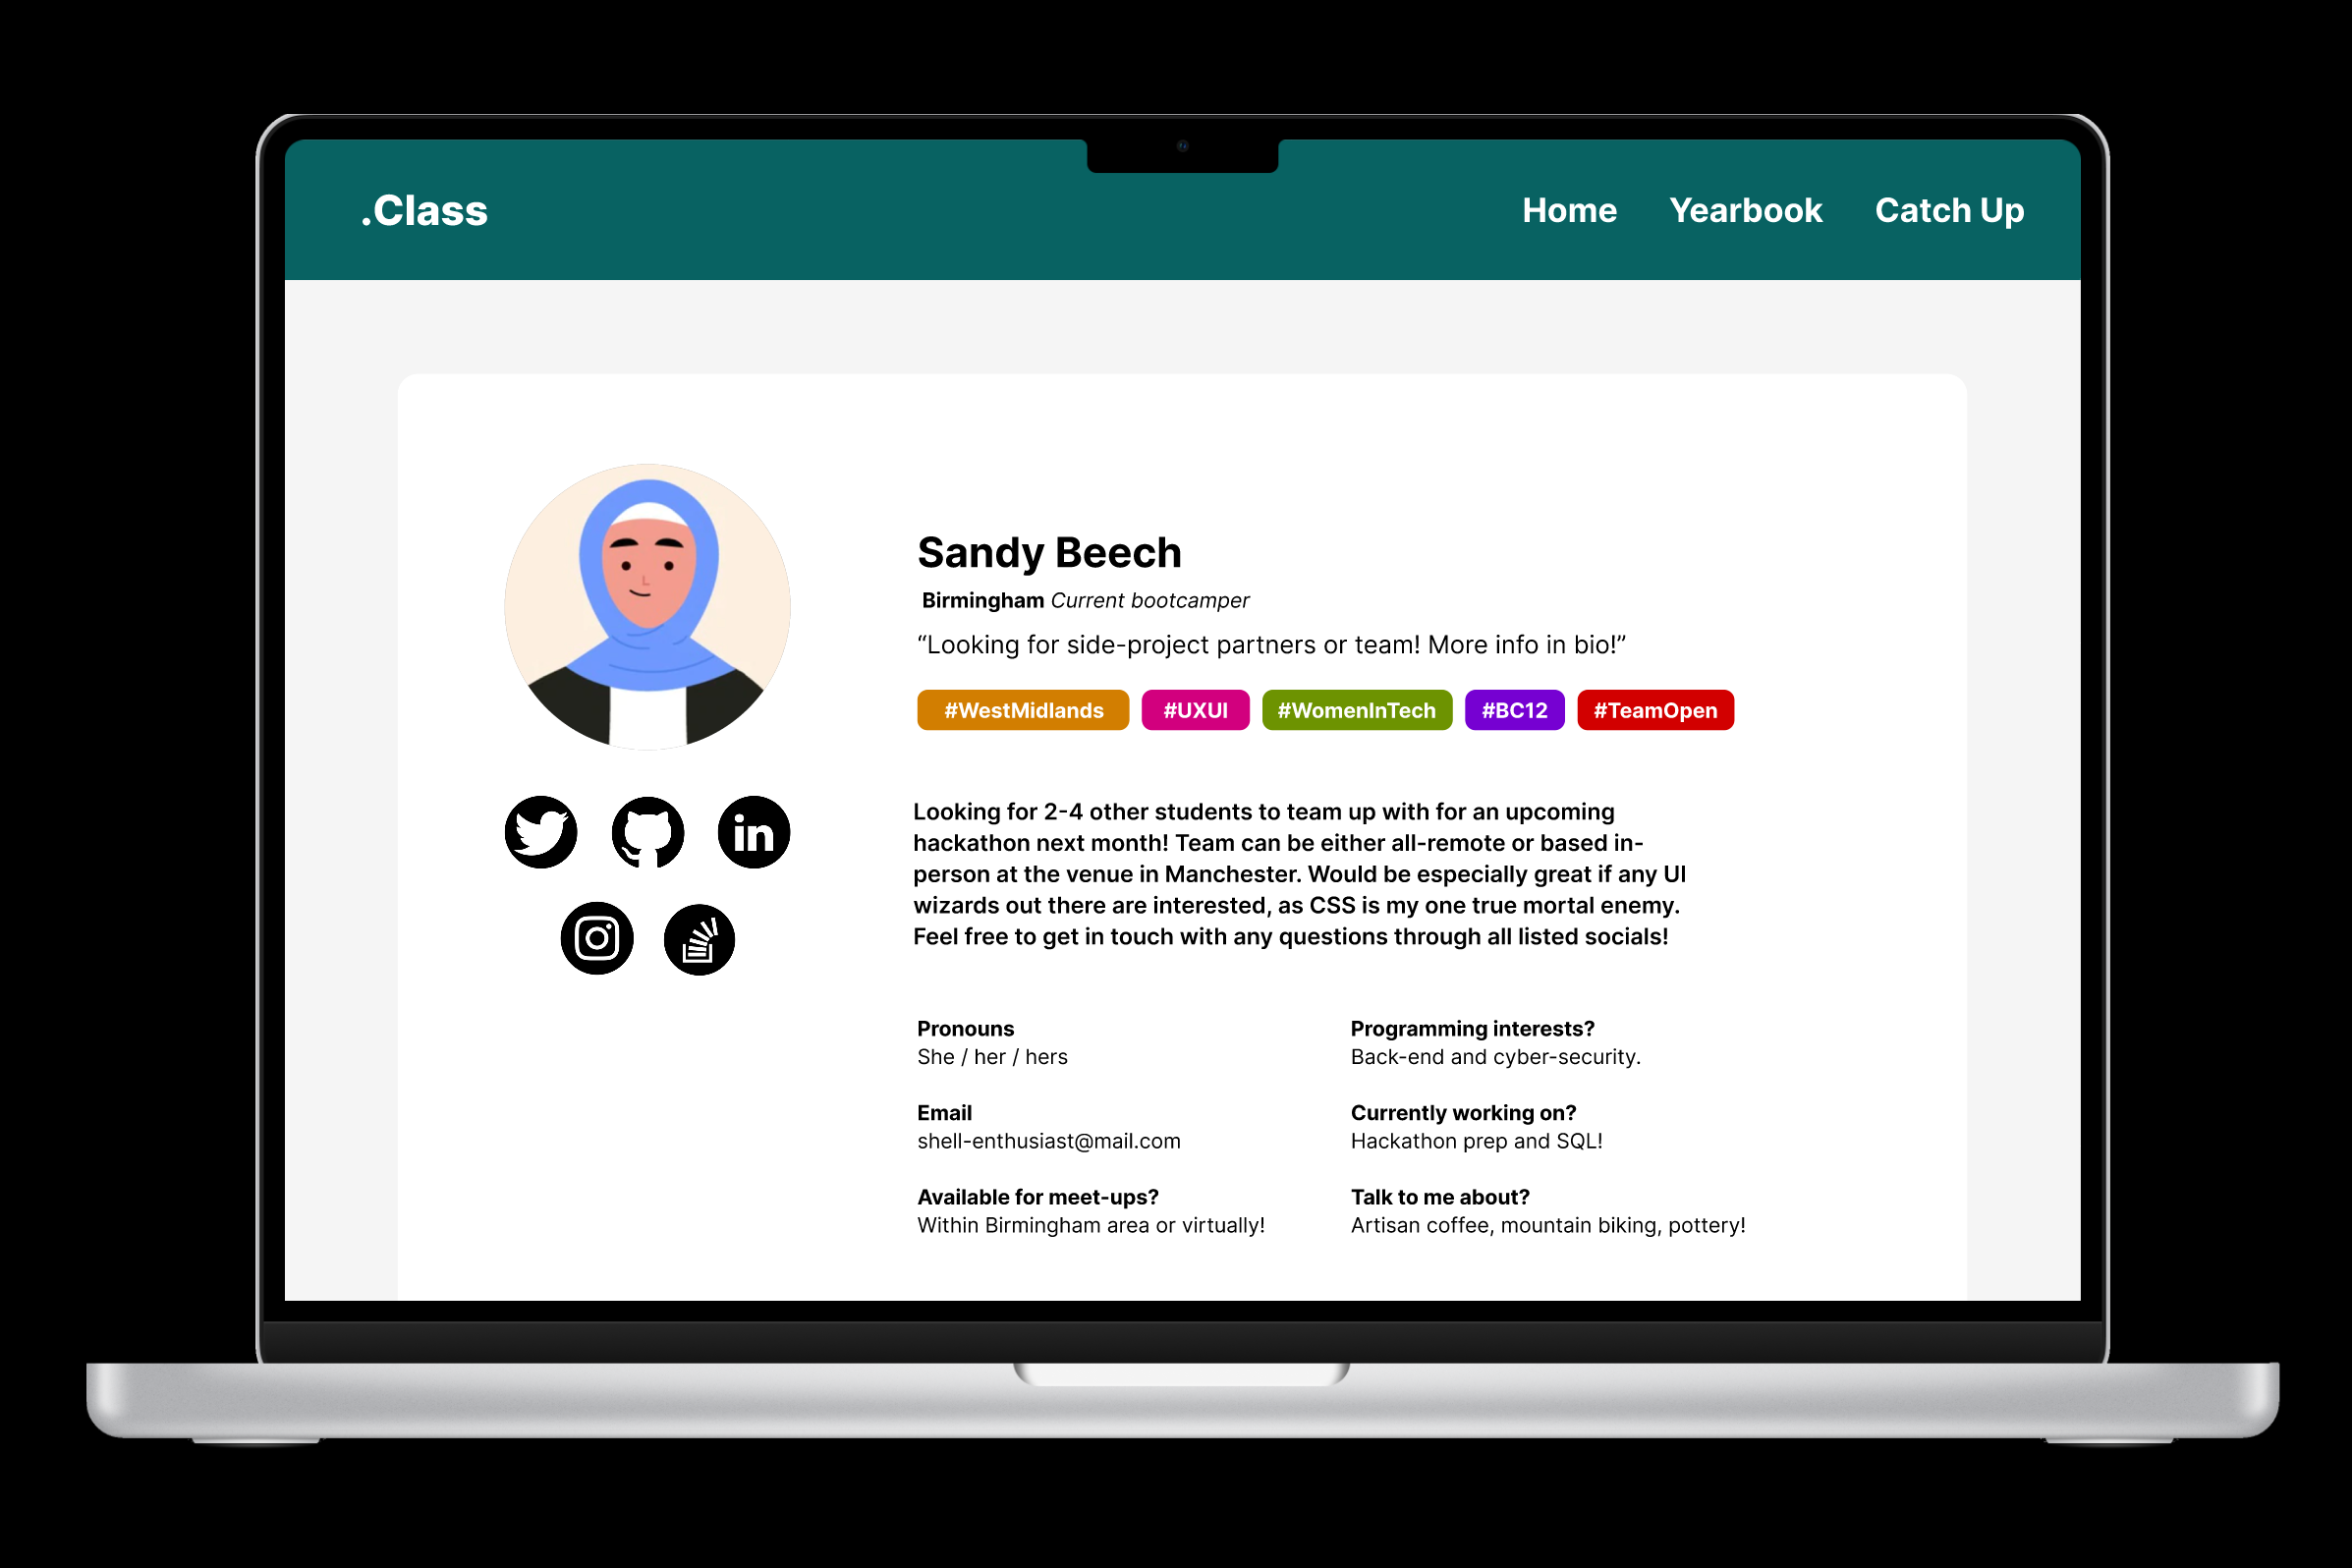 .Class
Home Yearbook Catch Up
Sandy Beech
Birmingham Current bootcamper
“Looking for side-project partners or team! More info in bio!”
#WestMidlands #UXUI #WomenInTech #BC12 #TeamOpen
Looking for 2-4 other students to team up with for an upcoming
hackathon next month! Team can be either all-remote or based in-
person at the venue in Manchester. Would be especially great if any UI
wizards out there are interested, as CSS is my one true mortal enemy.
Feel free to get in touch with any questions through all listed socials!
in
Pronouns
She / her / hers
Email
shell-enthusiast@mail.com
Available for meet-ups?
Within Birmingham area or virtually!
Programming interests?
Back-end and cyber-security.
Currently working on?
Hackathon prep and SQL!
Talk to me about?
Artisan coffee, mountain biking, pottery!